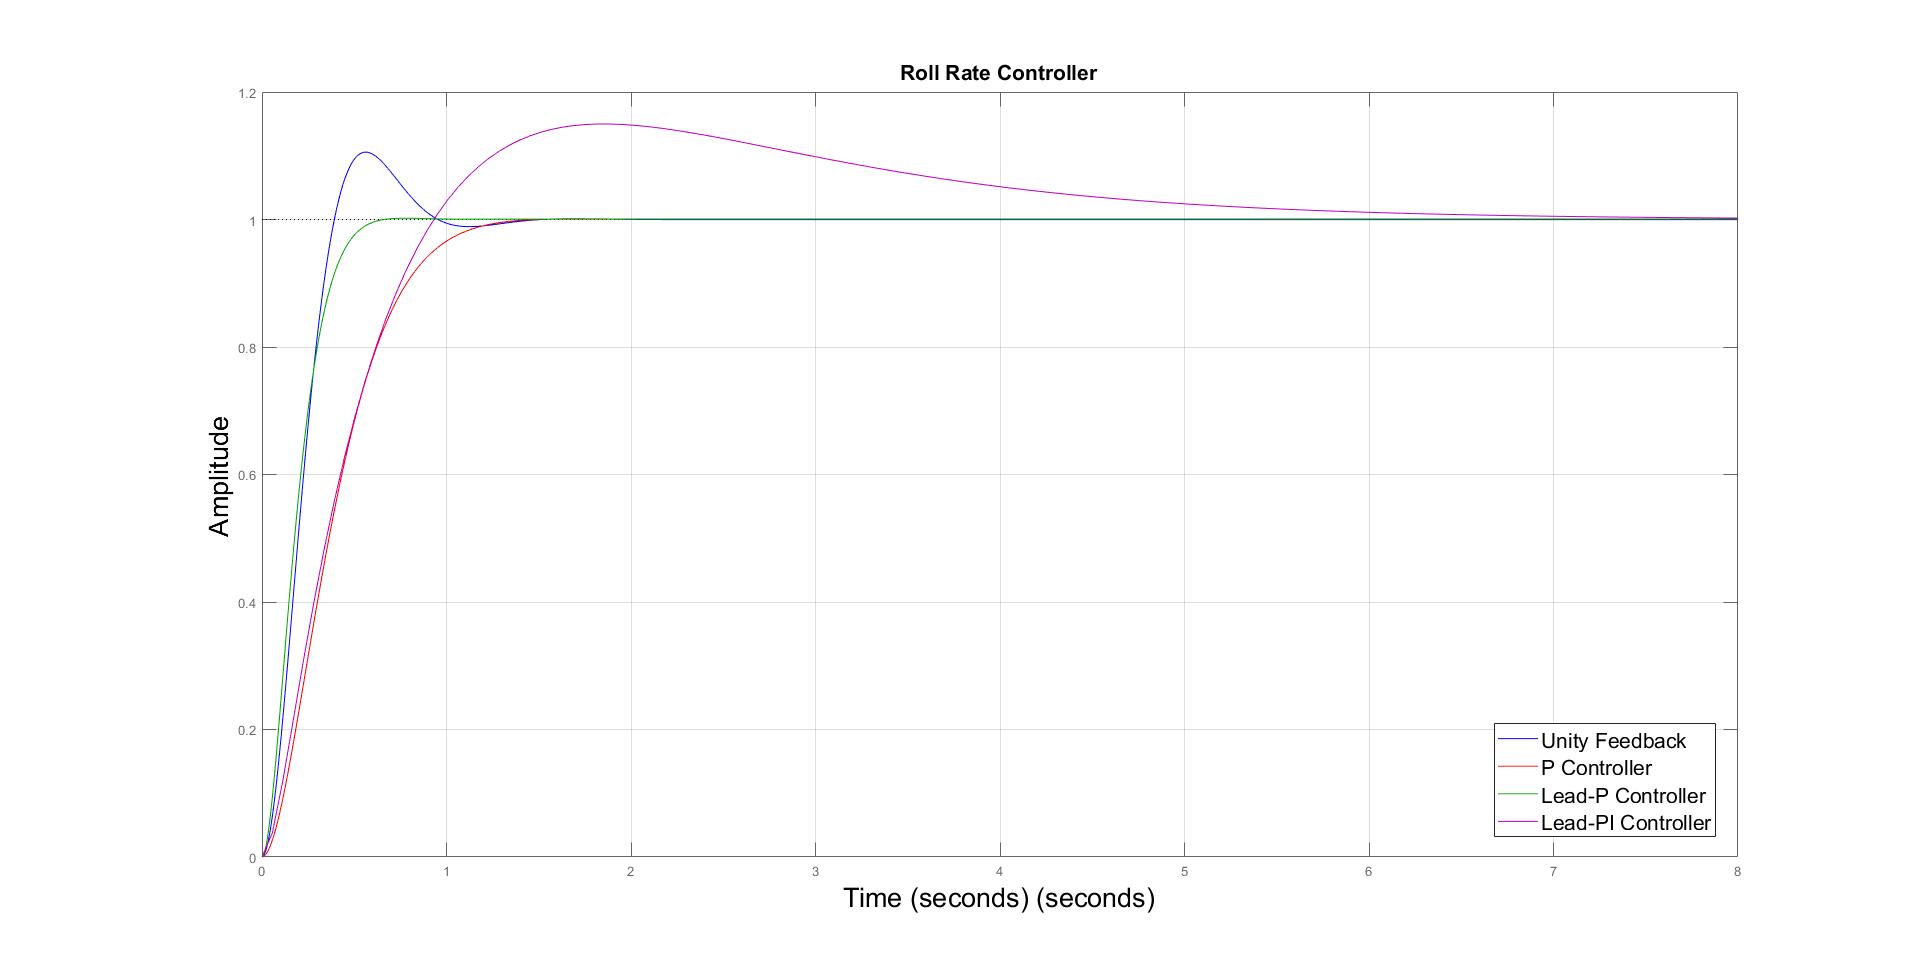 Roll Rate Controller
1.2
1
0.8
0.6
0.4
0.2
0
Amplitude
0 1 2 3 4 5 6 7 8
Time (seconds) (seconds)
Unity Feedback
P Controller
Lead-P Controller
Lead-PI Controller